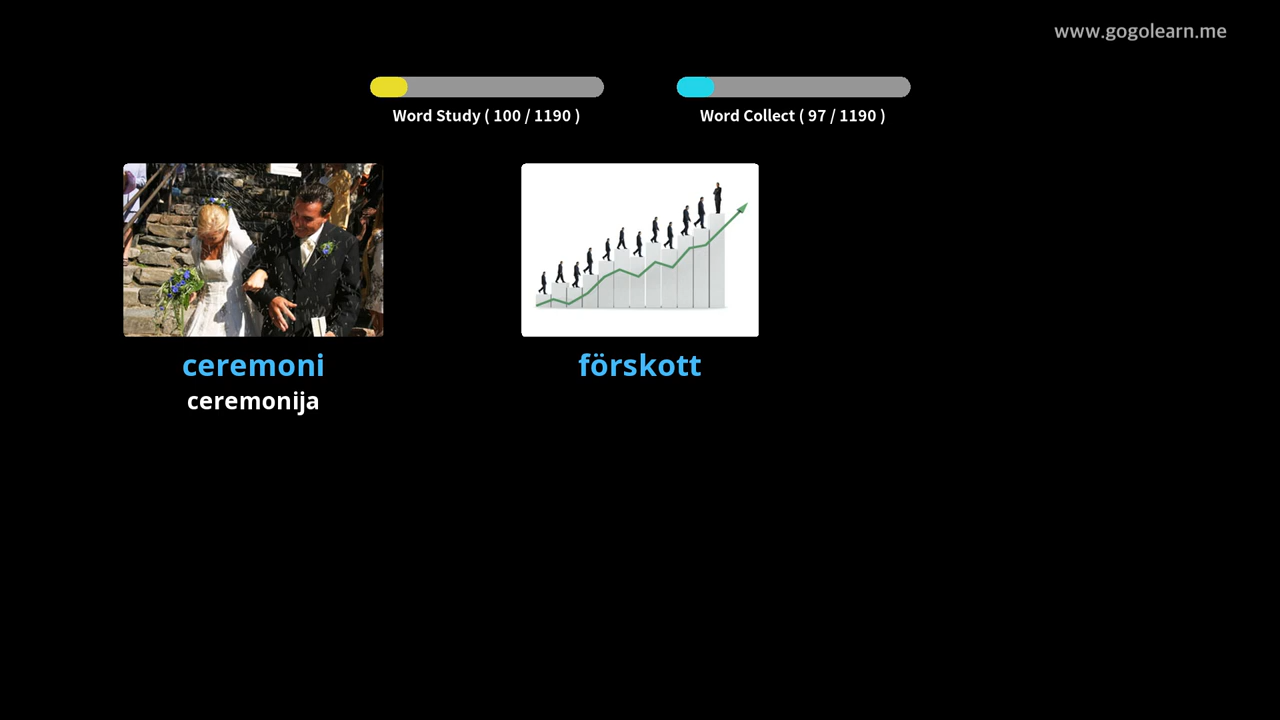 www.gogolearn.me
Word Study ( 100 / 1190 )
Word Collect ( 97 / 1190 )
ceremoni
ceremonija
förskott